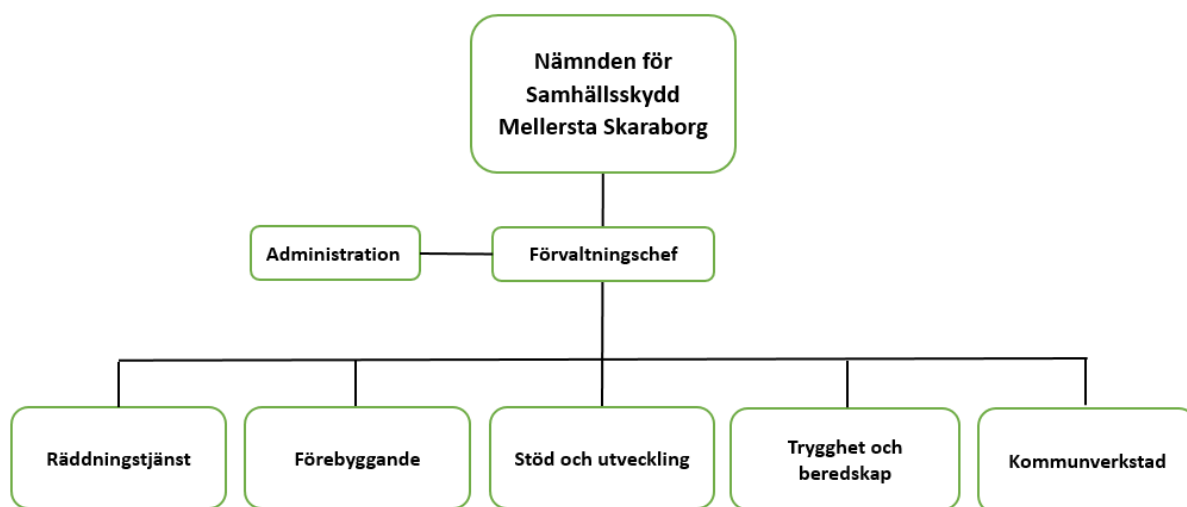 Nämnden för
Samhällsskydd
Mellersta Skaraborg
Administration
Förvaltningschef
Räddningstjänst
Förebyggande
Stöd och utveckling
Trygghet och
beredskap
Kommunverkstad